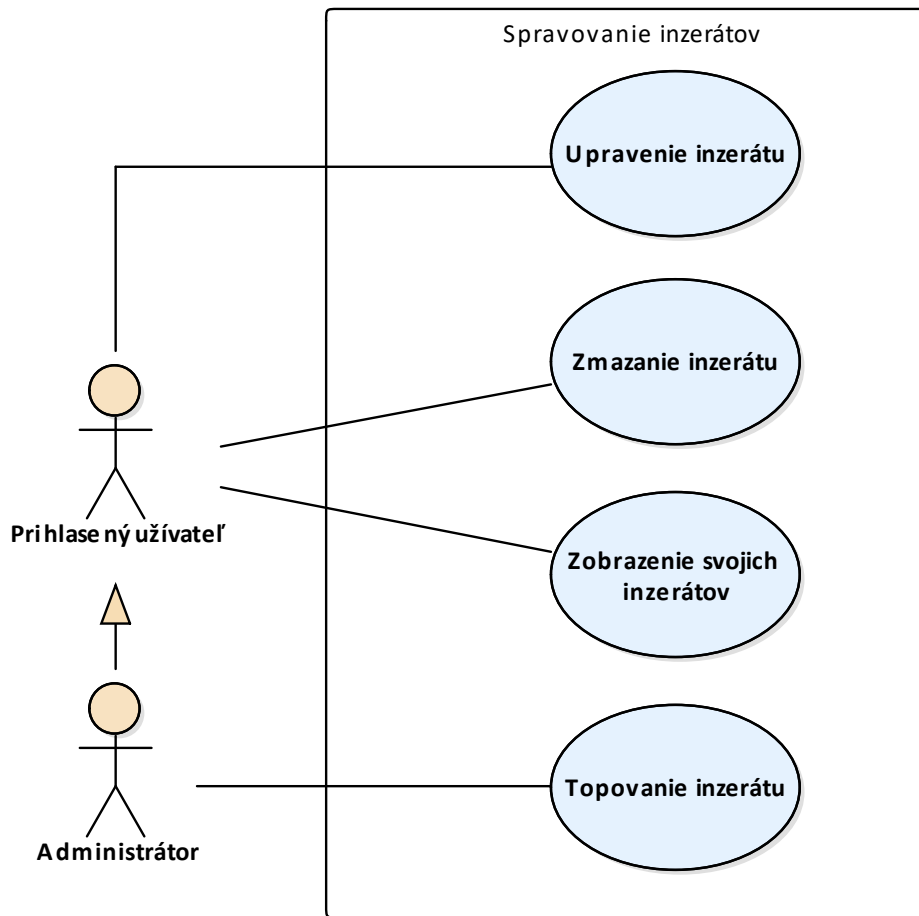 Spravovanie inzerátov
Upravenie inzerátu
Zmazanie inzerátu
Prihlasený užívateľ
Zobrazenie svojich
inzerátov
Topovanie inzerátu
Administrátor